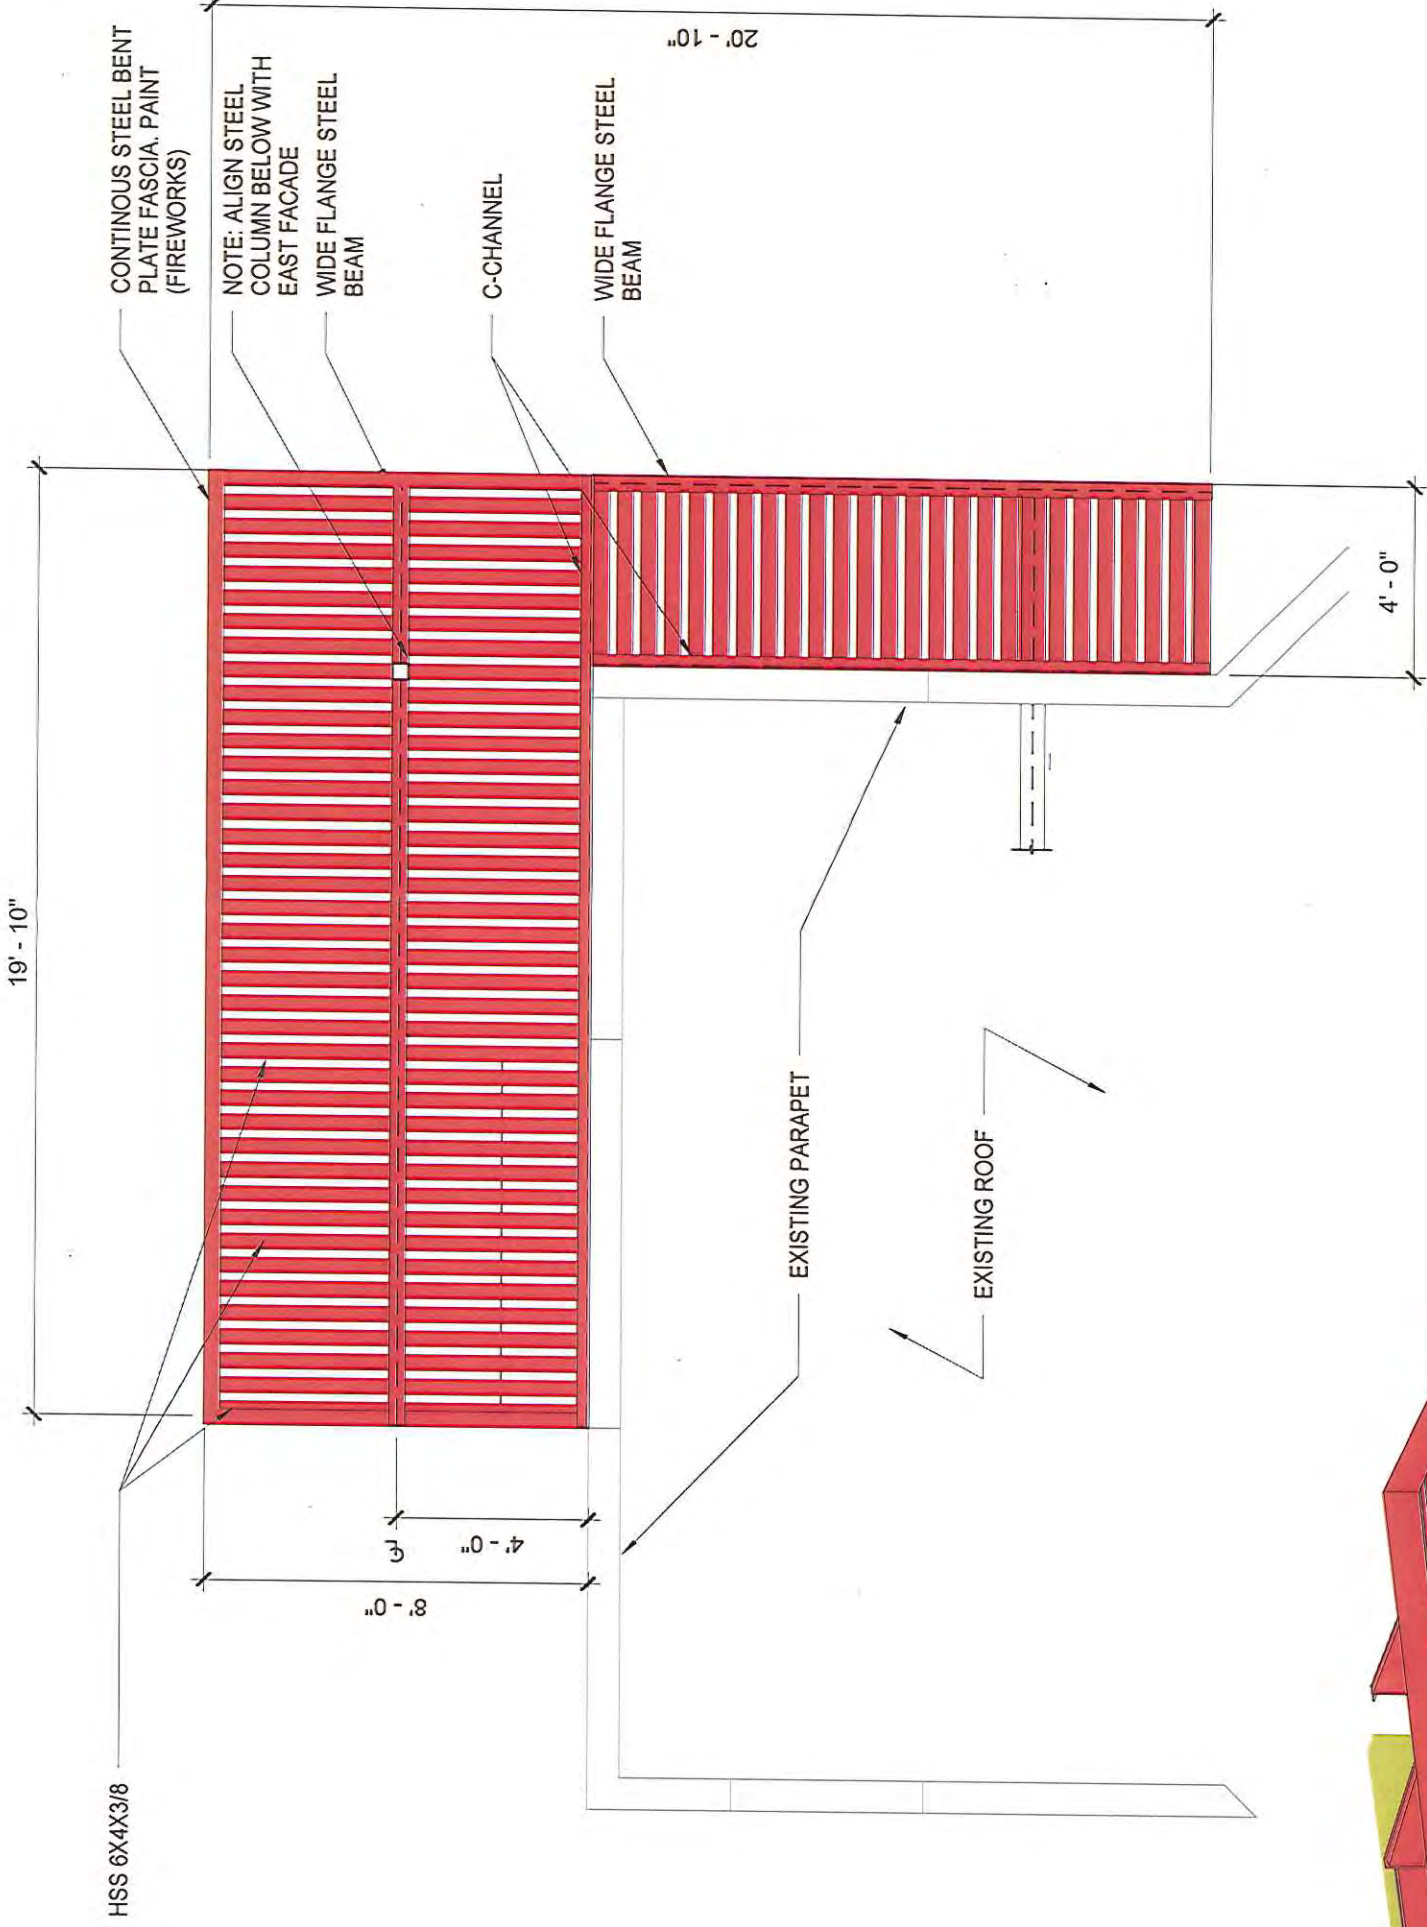 CONTINOUS STEEL BENT
PLATE FASCIA. PAINT
(FIREWORKS)
NOTE: ALIGN STEEL
COLUMN BELOW WITH
EAST FACADE
WIDE FLANGE STEEL
BEAM
C-CHANNEL
WIDE FLANGE STEEL
BEAM
20' - 10"
19' - 10"
4' - 0"
EXISTING PARAPET
EXISTING ROOF
4' - 0"
8' - 0"
HSS 6X4X3/8